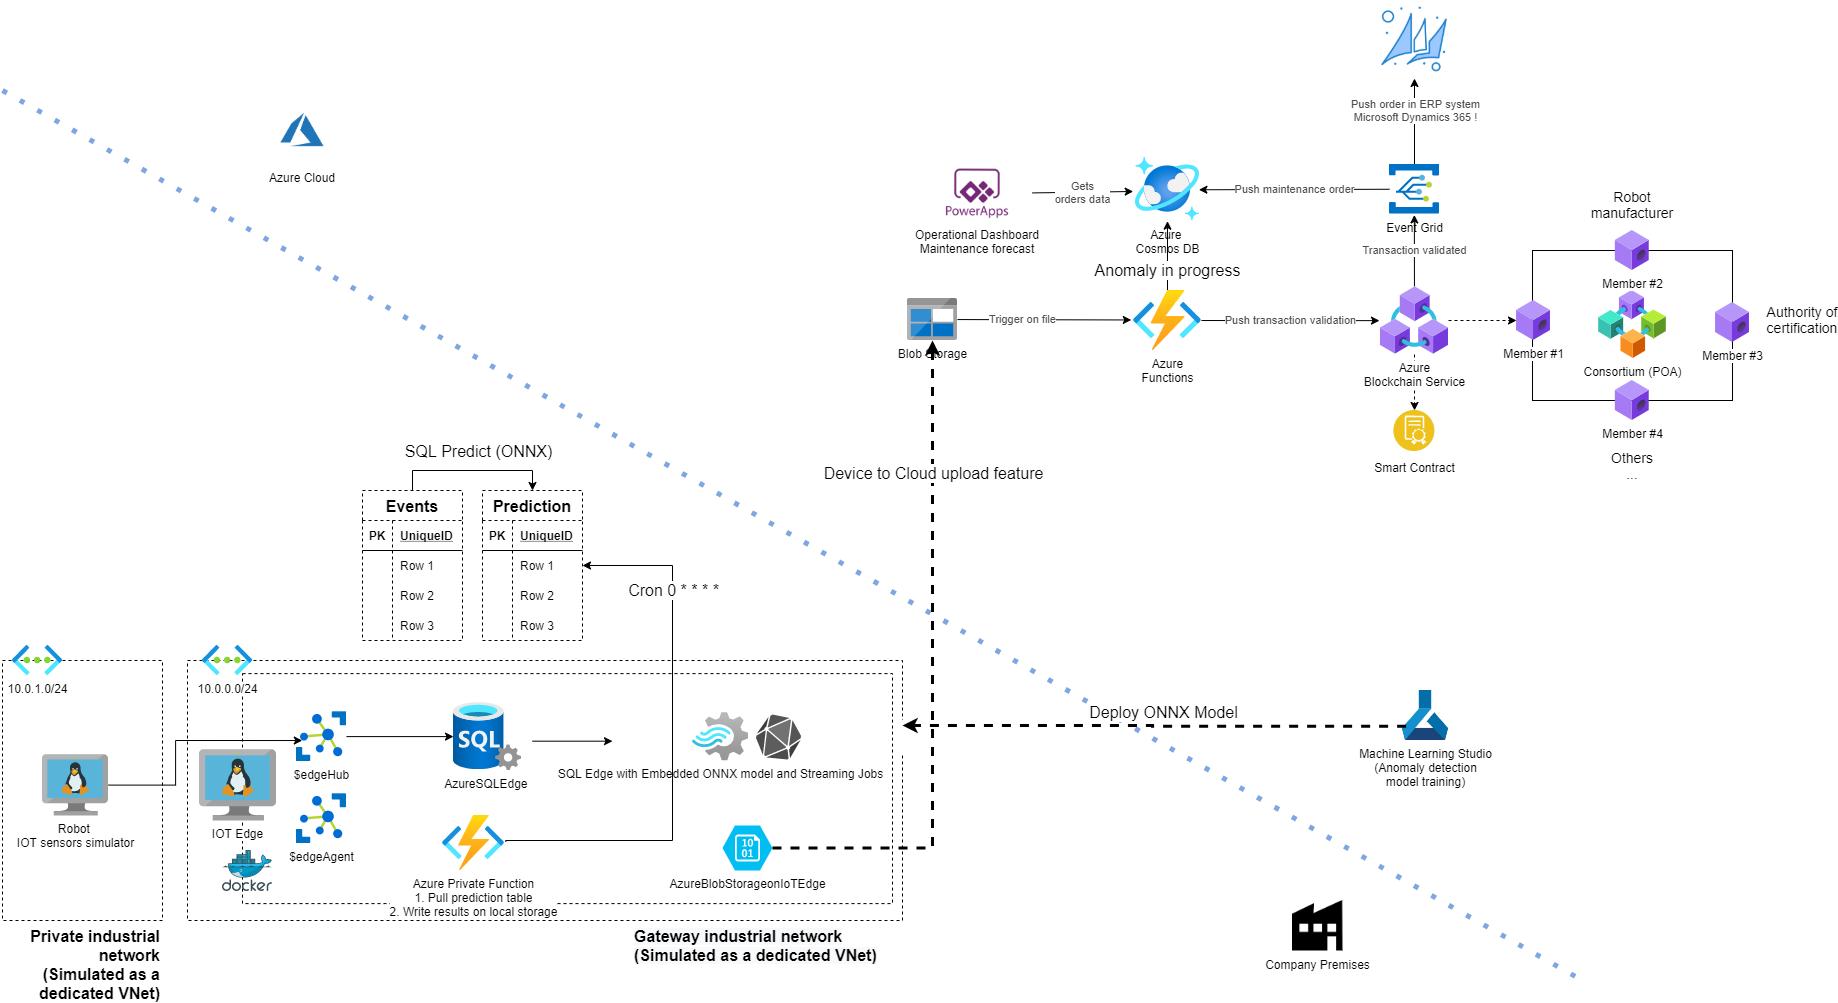 Push order in ERP system
Microsoft Dynamics 365 !
Azure Cloud
PowerApps
Operational Dashboard
Maintenance forecast
Gets
orders data
Azure
Cosmos DB
Push maintenance order
Event Grid
Transaction validated
Robot
manufacturer
Member #2
Anomaly in progress
Blob Storage
Trigger on file
Azure
Functions
Push transaction validation
Azure
Blockchain Service
Member #1
Consortium (POA)
Member #3
Authority of
certification
Member #4
Others
...
Smart Contract
SQL Predict (ONNX)
Device to Cloud upload feature
Events
PK UniqueID
Row 1
Row 2
Row 3
Prediction
PK UniqueID
Row 1
Row 2
Row 3
Cron 0 * * * *
10.0.1.0/24
10.0.0.0/24
Robot
IOT sensors simulator
$edgeHub
IOT Edge
$edgeAgent
docker
SQL
AzureSQLEdge
SQL Edge with Embedded ONNX model and Streaming Jobs
Azure Private Function
1. Pull prediction table
2. Write results on local storage
10
01
AzureBlobStorageonIoTEdge
Deploy ONNX Model
Machine Learning Studio
(Anomaly detection
model training)
Private industrial
network
(Simulated as a
dedicated VNet)
Gateway industrial network
(Simulated as a dedicated VNet)
Company Premises